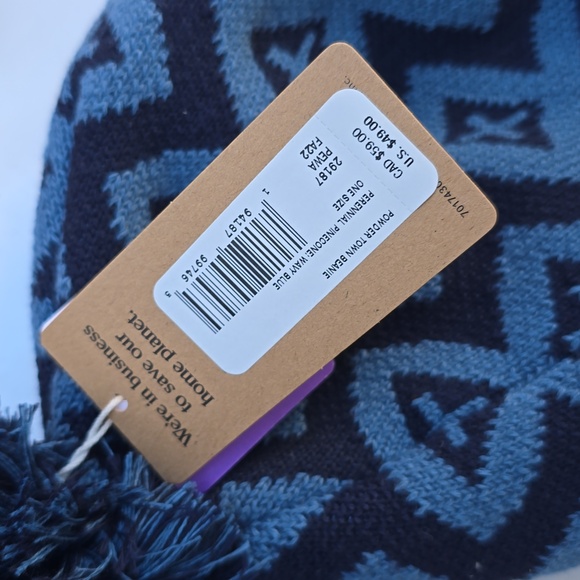 29187
PEWA
FA22
CAD $59.00
U.S. $49.00
POWDER TOWN BEANIE
PERENNIAL PINECONE: WAVY BLUE
ONE SIZE
1 94187 99746
We're in business
to save our
home planet.